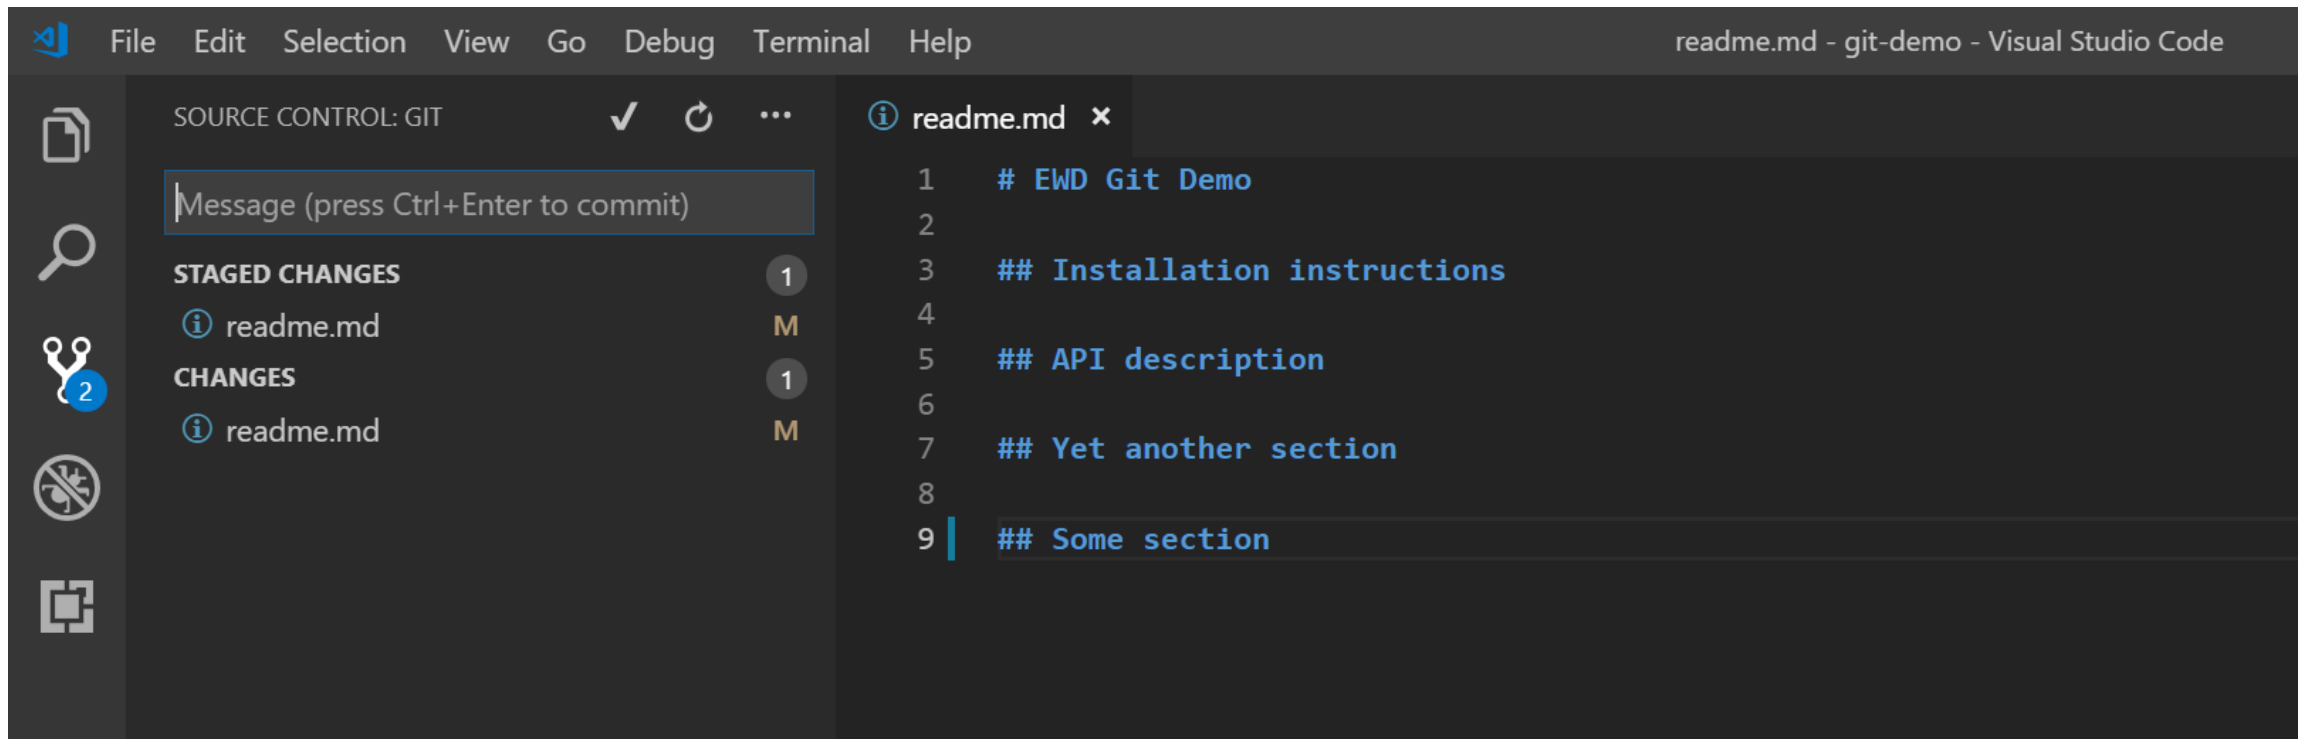 File Edit Selection View Go Debug Terminal Help readme.md - git-demo - Visual Studio Code
SOURCE CONTROL: GIT
Message (press Ctrl+Enter to commit)
STAGED CHANGES 1
readme.md M
CHANGES 1
readme.md M
2
readme.md
1 # EWD Git Demo
2
3 ## Installation instructions
4
5 ## API description
6
7 ## Yet another section
8
9 ## Some section